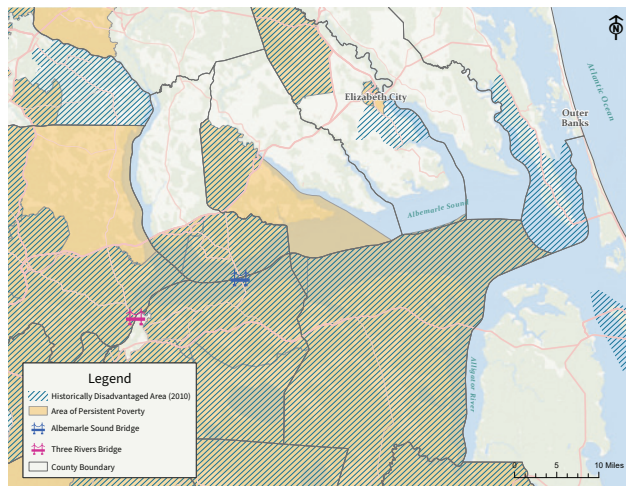 N
Elizabeth City
Outer
Banks
Atlantic Ocean
Albemarle Sound
Alligator River
Legend
Historically Disadvantaged Area (2010)
Area of Persistent Poverty
Albemarle Sound Bridge
Three Rivers Bridge
County Boundary
0 5 10 Miles